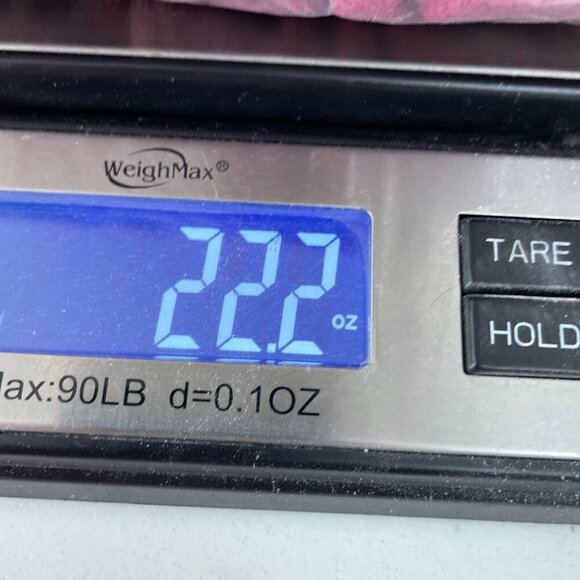 WeighMax®
22.2 oz
TARE
HOLD
ax:90LB d=0.1OZ